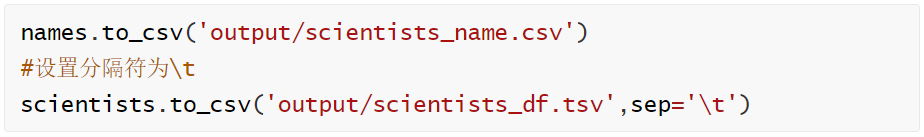 names.to_csv('output/scientists_name.csv')
#设置分隔符为\t
scientists.to_csv('output/scientists_df.tsv',sep='\t')